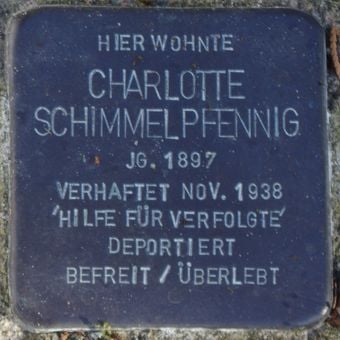 HIER WOHNTE
CHARLOTTE
SCHIMMELPFENNIG
JG. 1897
VERHAFTET NOV. 1938
'HILFE FÜR VERFOLGTE'
DEPORTIERT
BEFREIT / ÜBERLEBT